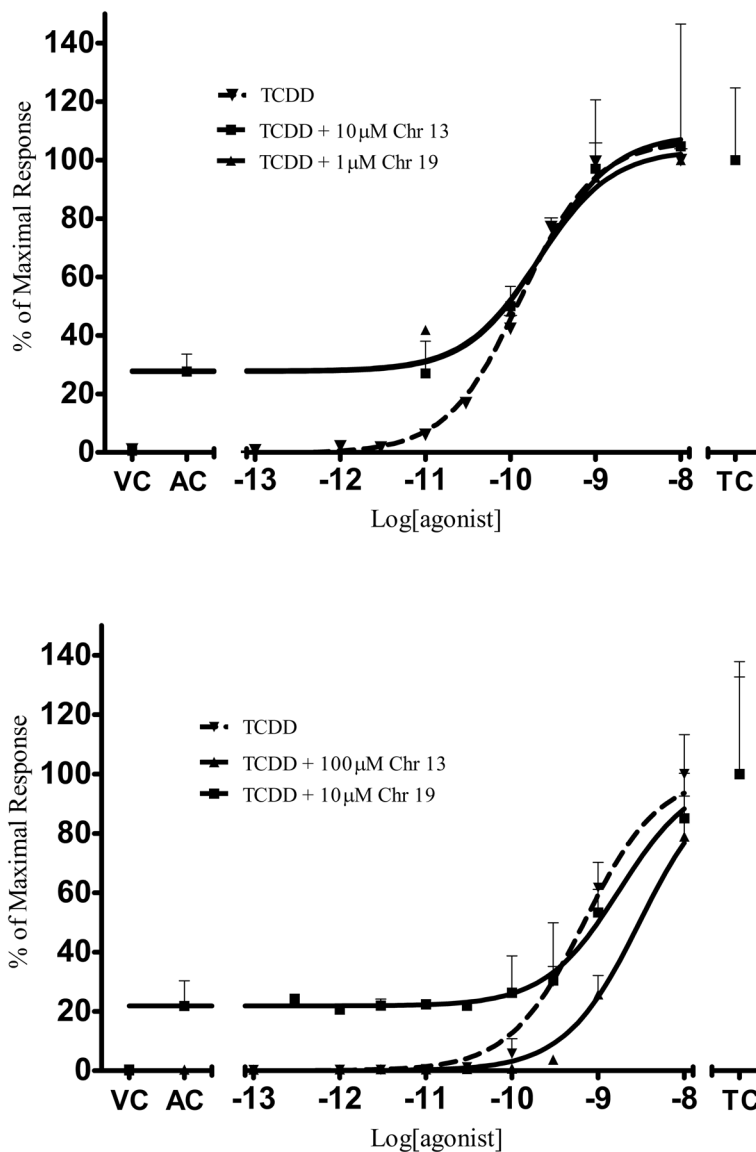 % of Maximal Response
140
120
100
80
60
40
20
0
TCDD
TCDD + 10μM Chr 13
TCDD + 1μM Chr 19
VC AC -13 -12 -11 -10 -9 -8 TC
Log[agonist]
% of Maximal Response
140
120
100
80
60
40
20
0
TCDD
TCDD + 100μM Chr 13
TCDD + 10μM Chr 19
VC AC -13 -12 -11 -10 -9 -8 TC
Log[agonist]